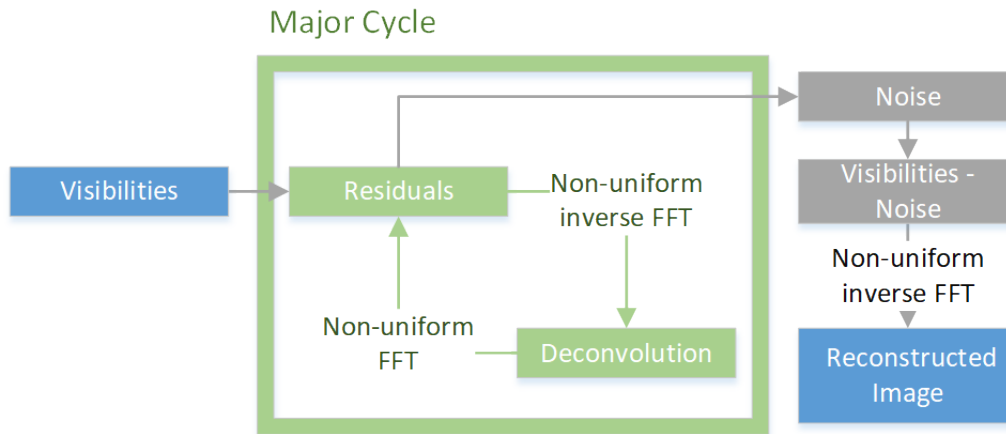 Major Cycle
Noise
Visibilities
Residuals
Non-uniform
inverse FFT
Visibilities -
Noise
Non-uniform
inverse FFT
Non-uniform
FFT
Deconvolution
Reconstructed
Image